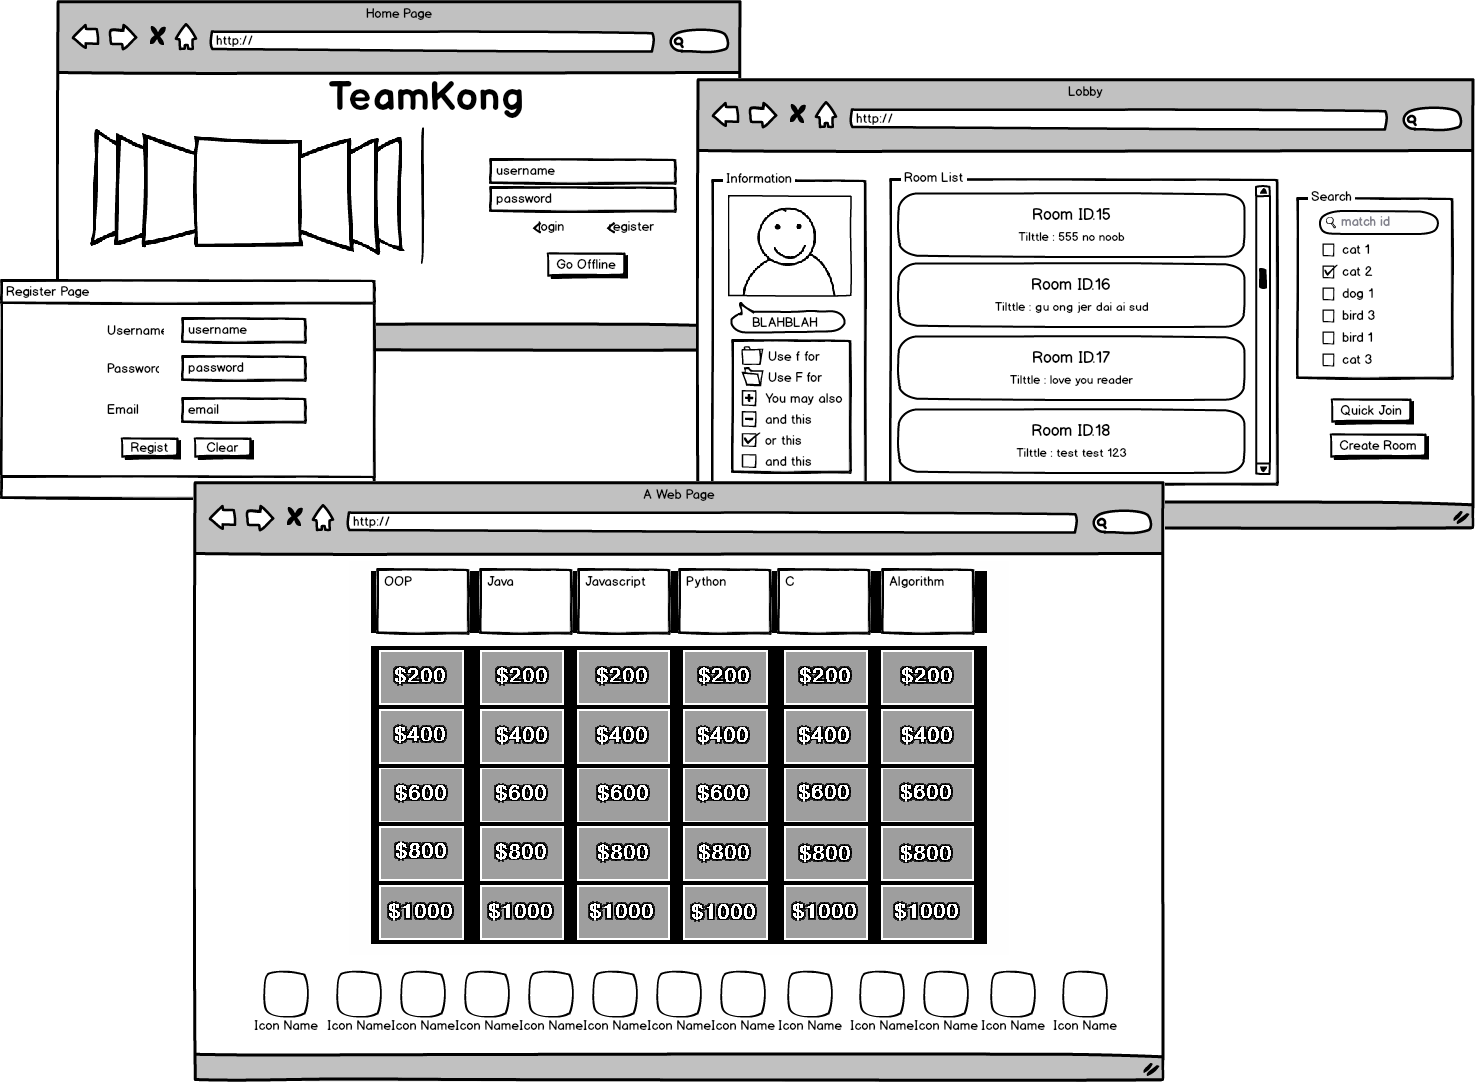 Home Page
http://
TeamKong
username
password
login
register
Go Offline
Register Page
Username
username
Password
password
Email
email
Regist
Clear
Lobby
http://
Information
BLAHBLAH
Use f for
Use F for
You may also
and this
or this
and this
Room List
Room ID.15
Tilttle : 555 no noob
Room ID.16
Tilttle : gu ong jer dai ai sud
Room ID.17
Tilttle : love you reader
Room ID.18
Tilttle : test test 123
Search
match id
cat 1
cat 2
dog 1
bird 3
bird 1
cat 3
Quick Join
Create Room
A Web Page
http://
OOP Java Javascript Python C Algorithm
$200 $200 $200 $200 $200 $200
$400 $400 $400 $400 $400 $400
$600 $600 $600 $600 $600 $600
$800 $800 $800 $800 $800 $800
$1000 $1000 $1000 $1000 $1000 $1000
Icon Name Icon Name Icon Name Icon Name Icon Name Icon Name Icon Name Icon Name Icon Name Icon Name Icon Name Icon Name